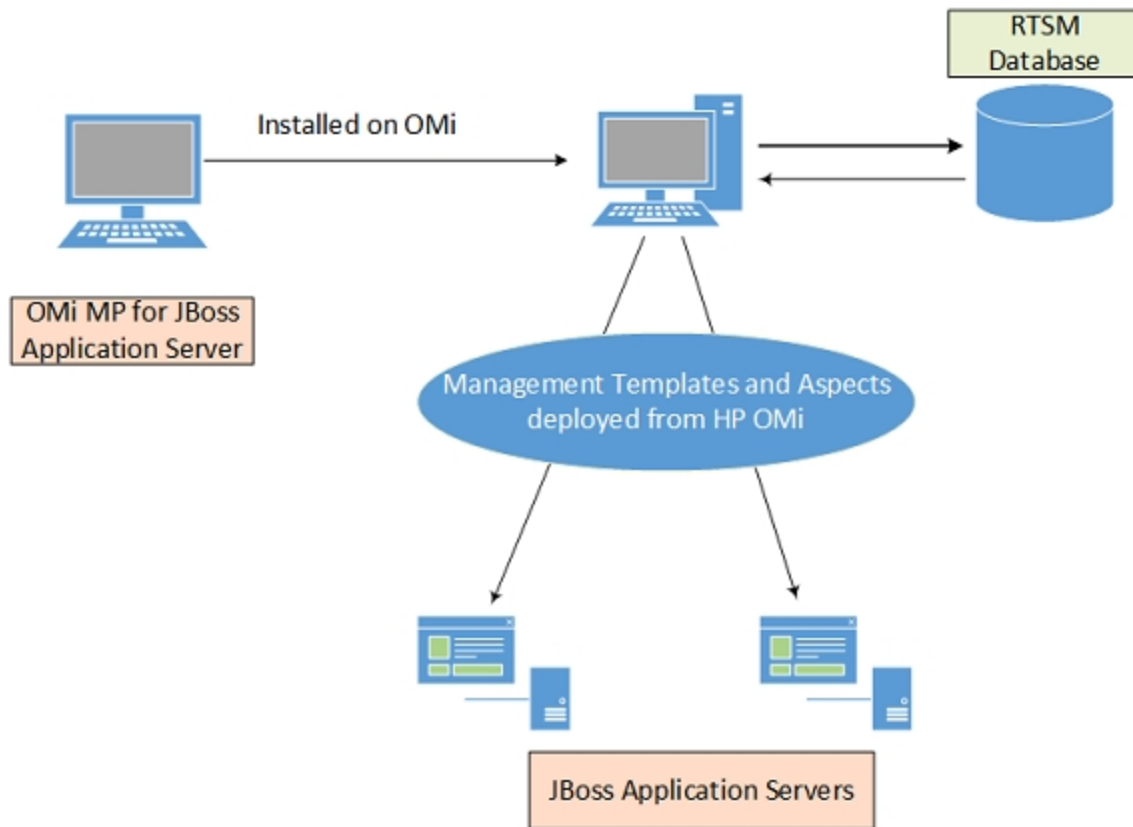 RTSM
Database
Installed on OMi
OMi MP for JBoss
Application Server
Management Templates and Aspects
deployed from HP OMi
JBoss Application Servers